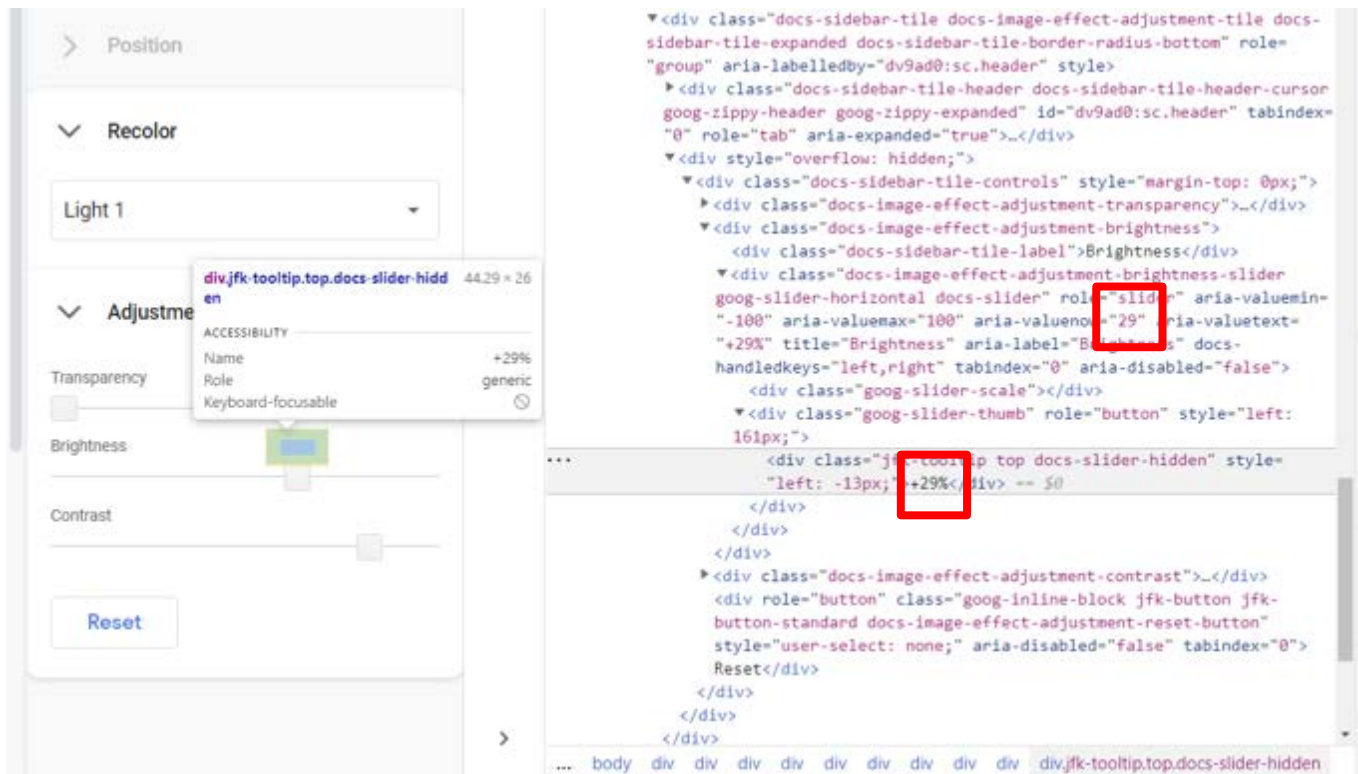 Position
Recolor
Light 1
div.jfk-tooltip.top.docs-slider-hidd
en
44.29 × 26
ACCESSIBILITY
Name +29%
Role generic
Keyboard-focusable
Adjustme
Transparency
Brightness
Contrast
Reset
▼<div class="docs-sidebar-tile docs-image-effect-adjustment-tile docs-
sidebar-tile-expanded docs-sidebar-tile-border-radius-bottom" role=
"group" aria-labelledby="dv9ad0:sc.header" style>
▶<div class="docs-sidebar-tile-header docs-sidebar-tile-header-cursor
goog-zippy-header goog-zippy-expanded" id="dv9ad0:sc.header" tabindex=
"0" role="tab" aria-expanded="true">…</div>
▼<div style="overflow: hidden;">
▼<div class="docs-sidebar-tile-controls" style="margin-top: 0px;">
▶<div class="docs-image-effect-adjustment-transparency">…</div>
▼<div class="docs-image-effect-adjustment-brightness">
<div class="docs-sidebar-tile-label">Brightness</div>
▼<div class="docs-image-effect-adjustment-brightness-slider
goog-slider-horizontal docs-slider" role="slider" aria-valuemin=
"-100" aria-valuemax="100" aria-valuenow="29" aria-valuetext=
"+29%" title="Brightness" aria-label="Brightness" docs-
handledkeys="left,right" tabindex="0" aria-disabled="false">
<div class="goog-slider-scale"></div>
▼<div class="goog-slider-thumb" role="button" style="left:
161px;">
... <div class="jfk-tooltip top docs-slider-hidden" style=
"left: -13px;">+29%</div> == $0
</div>
</div>
</div>
▶<div class="docs-image-effect-adjustment-contrast">…</div>
<div role="button" class="goog-inline-block jfk-button jfk-
button-standard docs-image-effect-adjustment-reset-button"
style="user-select: none;" aria-disabled="false" tabindex="0">
Reset</div>
</div>
</div>
</div>
... body div div div div div div div div div div.jfk-tooltip.top.docs-slider-hidden